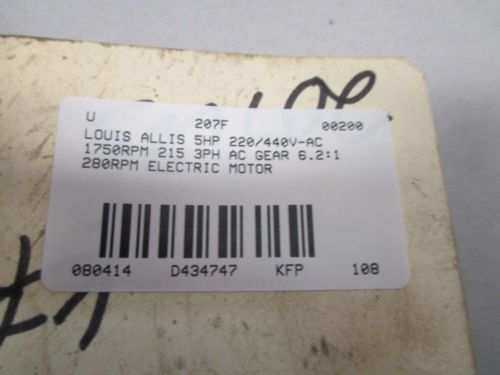 U 207F 00200
LOUIS ALLIS 5HP 220/440V-AC
1750RPM 215 3PH AC GEAR 6.2:1
280RPM ELECTRIC MOTOR
080414 D434747 KFP 108